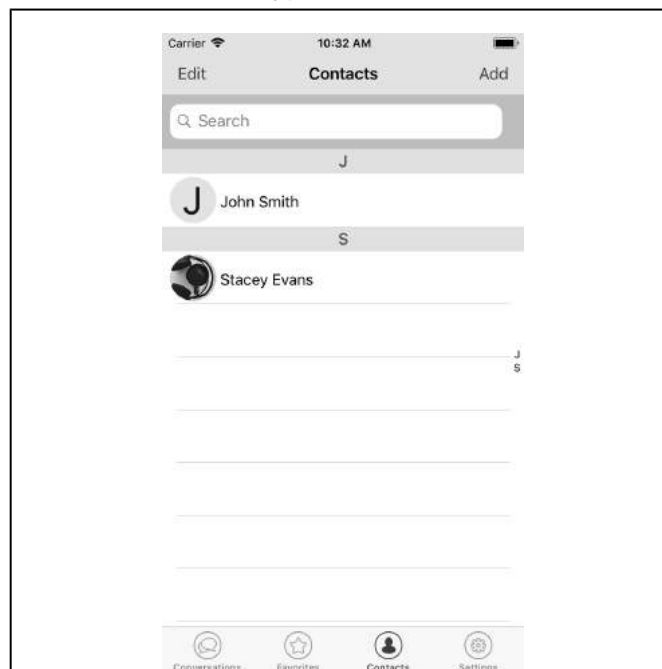 Carrier 10:32 AM
Edit Contacts Add
Search
J
J John Smith
S
Stacey Evans
J
S
Conversations Favorites Contacts Settings